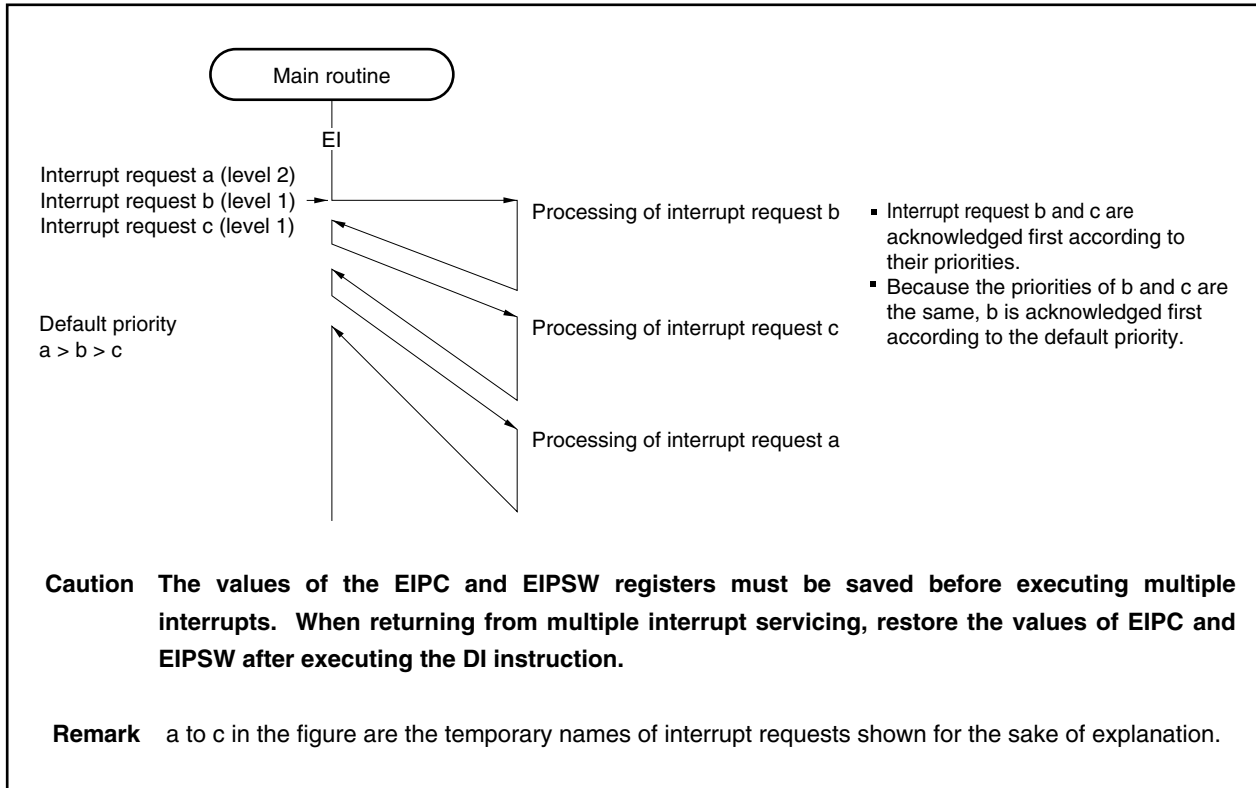 Main routine
EI
Interrupt request a (level 2)
Interrupt request b (level 1)
Interrupt request c (level 1)
Processing of interrupt request b
▪ Interrupt request b and c are
acknowledged first according to
their priorities.
▪ Because the priorities of b and c are
the same, b is acknowledged first
according to the default priority.
Default priority
a > b > c
Processing of interrupt request c
Processing of interrupt request a
Caution The values of the EIPC and EIPSW registers must be saved before executing multiple
interrupts. When returning from multiple interrupt servicing, restore the values of EIPC and
EIPSW after executing the DI instruction.
Remark a to c in the figure are the temporary names of interrupt requests shown for the sake of explanation.